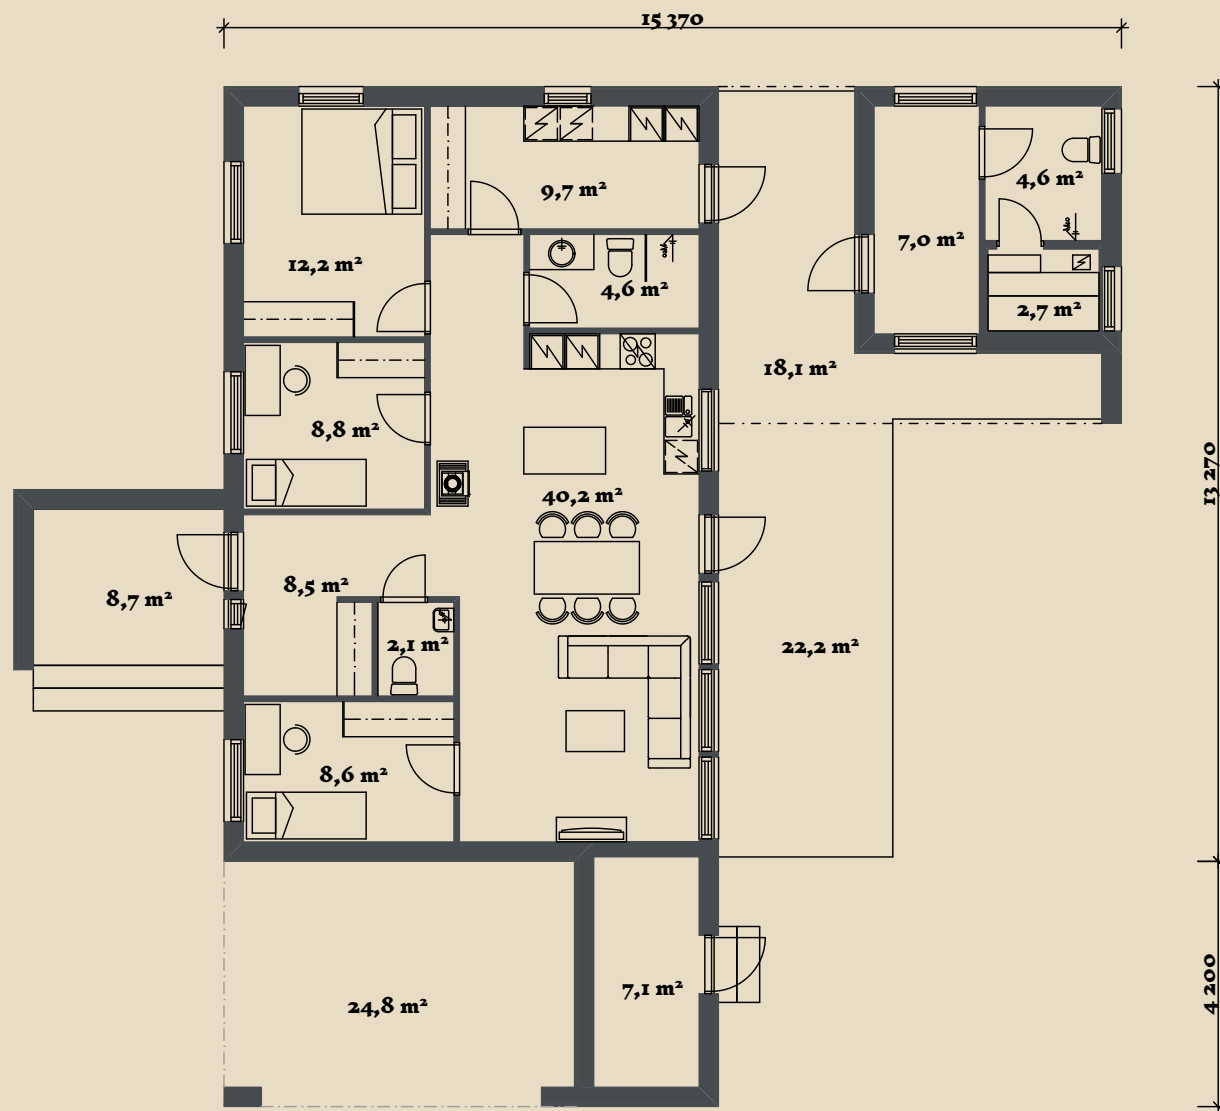 15 370
4,6 m²
9,7 m²
7,0 m²
12,2 m²
4,6 m²
2,7 m²
18,1 m²
8,8 m²
13 270
40,2 m²
8,5 m²
8,7 m²
2,1 m²
22,2 m²
8,6 m²
4 200
7,1 m²
24,8 m²